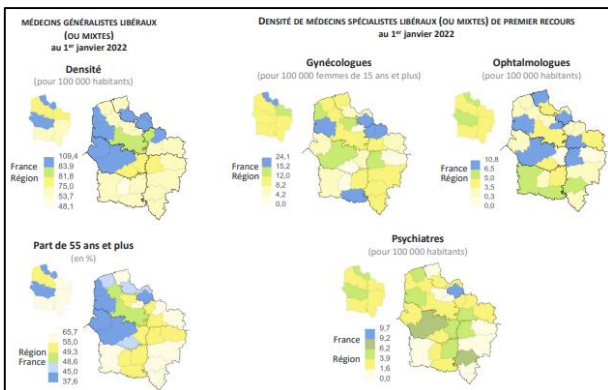 MÉDECINS GÉNÉRALISTES LIBÉRAUX
(OU MIXTES)
au 1er janvier 2022
Densité
(pour 100 000 habitants)
France
Région
109,4
83,9
81,8
75,0
53,7
48,1
Part de 55 ans et plus
(en %)
Région
France
65,7
55,0
49,3
48,6
45,0
37,6
DENSITÉ DE MÉDECINS SPÉCIALISTES LIBÉRAUX (OU MIXTES) DE PREMIER RECOURS
au 1er janvier 2022
Gynécologues
(pour 100 000 femmes de 15 ans et plus)
France
Région
24,1
15,2
12,0
8,2
4,2
0,0
Ophtalmologues
(pour 100 000 habitants)
France
Région
10,8
6,5
5,0
3,5
0,3
0,0
Psychiatres
(pour 100 000 habitants)
France
Région
9,7
9,2
6,2
3,9
1,6
0,0